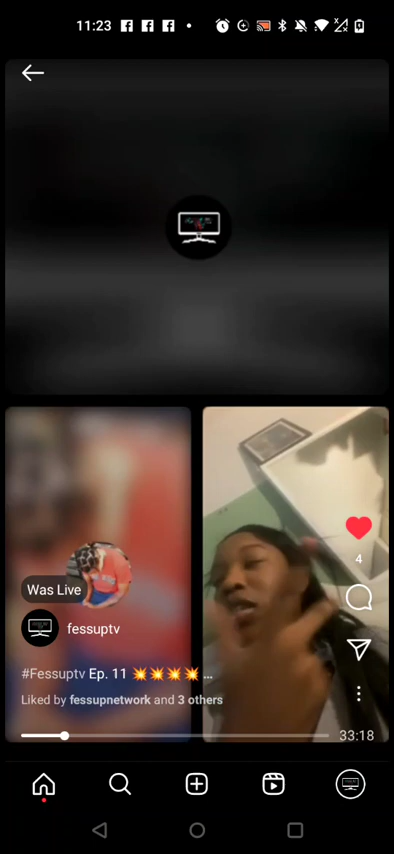 11:23
Was Live
fessuptv
#Fessuptv Ep. 11 💥💥💥💥 ...
Liked by fessupnetwork and 3 others
4
33:18